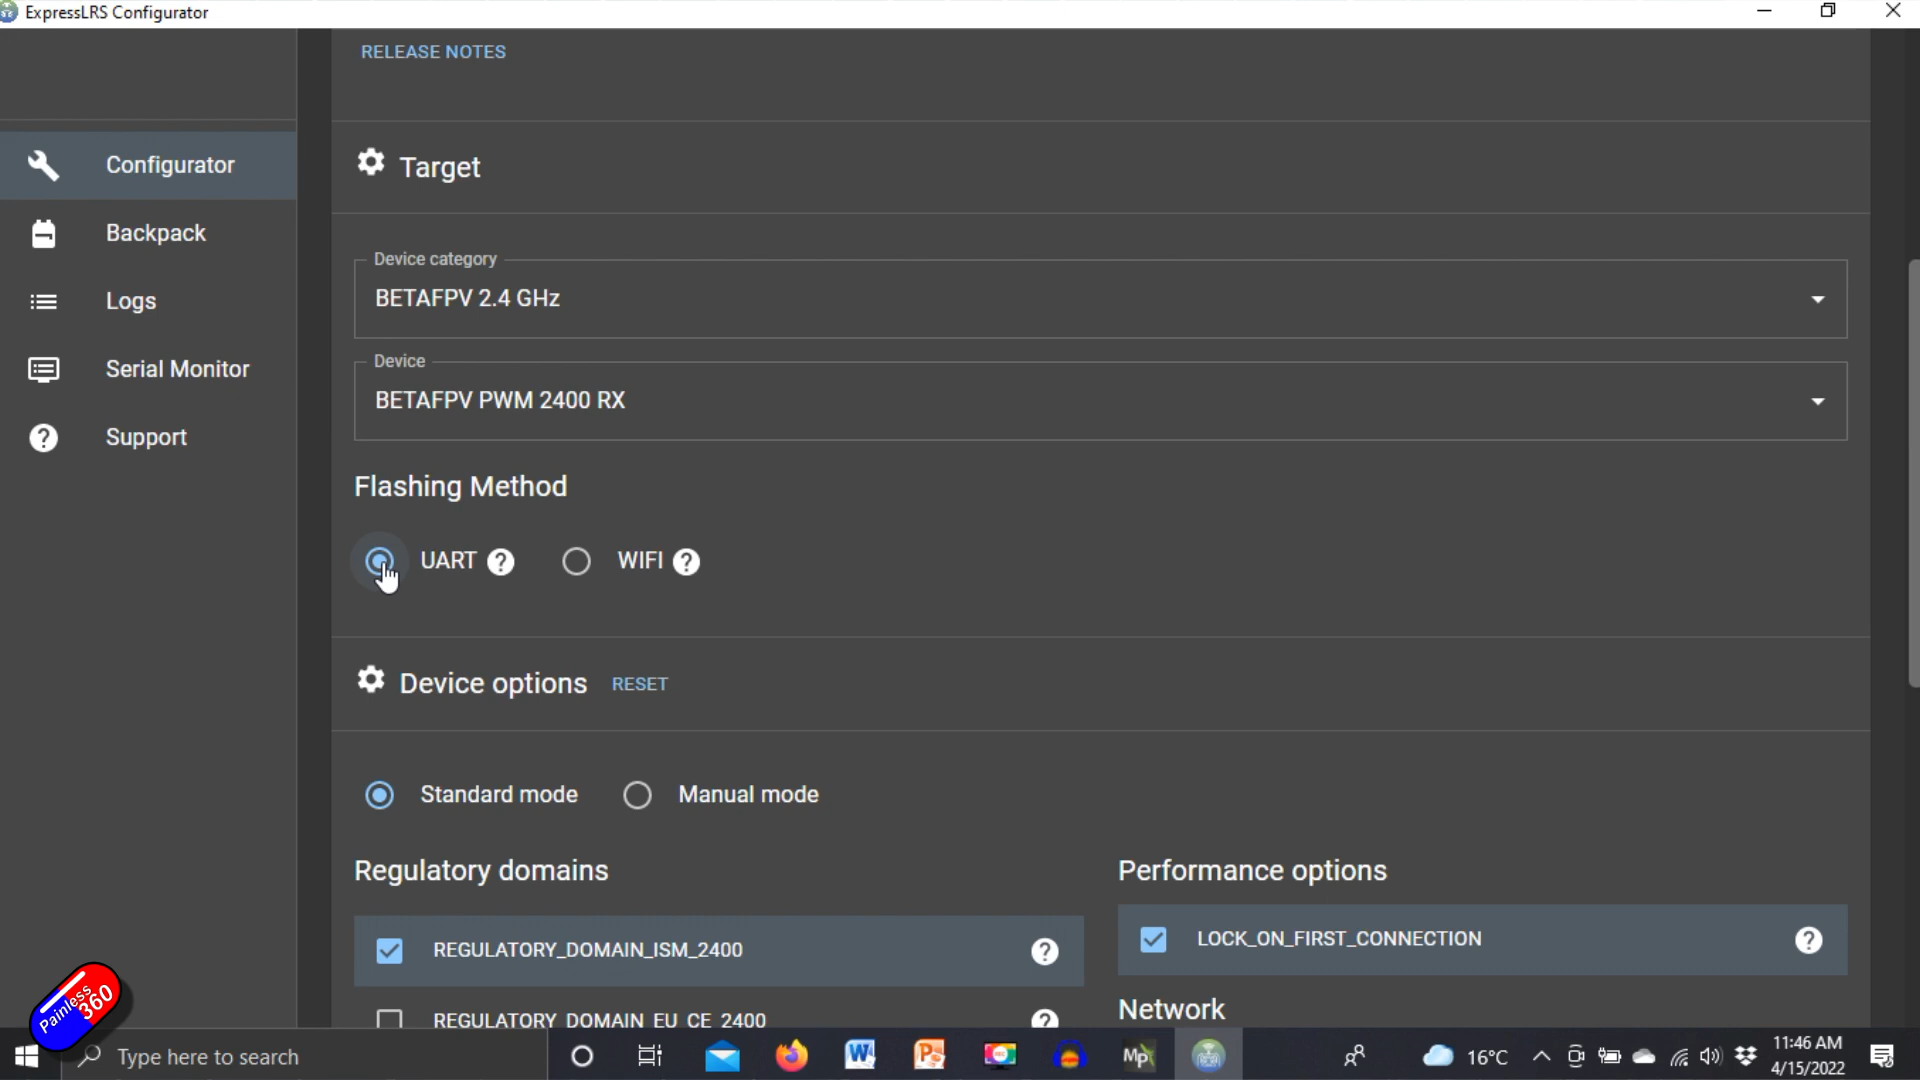 ExpressLRS Configurator
RELEASE NOTES
Configurator
Backpack
Logs
Serial Monitor
Support
Target
Device category
BETAFPV 2.4 GHz
Device
BETAFPV PWM 2400 RX
Flashing Method
UART ? WIFI ?
Device options RESET
Standard mode Manual mode
Regulatory domains
REGULATORY_DOMAIN_ISM_2400 ?
REGULATORY_DOMAIN_EU_CE_2400 ?
Performance options
LOCK_ON_FIRST_CONNECTION ?
Network
Painless
360
Type here to search
16°C
11:46 AM
4/15/2022